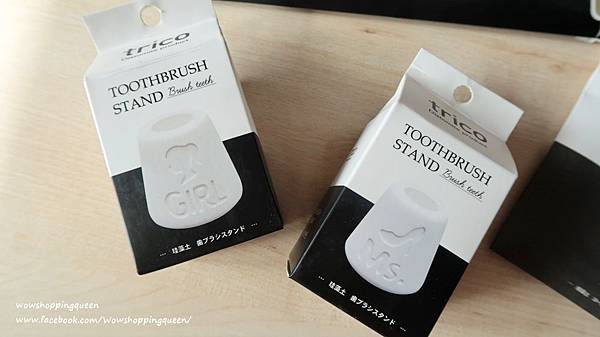 trico
TOOTHBRUSH
STAND Brush teeth
GIRL
… 珪藻土 歯ブラシスタンド …
trico
TOOTHBRUSH
STAND Brush teeth
Ms.
… 珪藻土 歯ブラシスタンド …
wowshoppingqueen
www.facebook.com/Wowshoppingqueen/